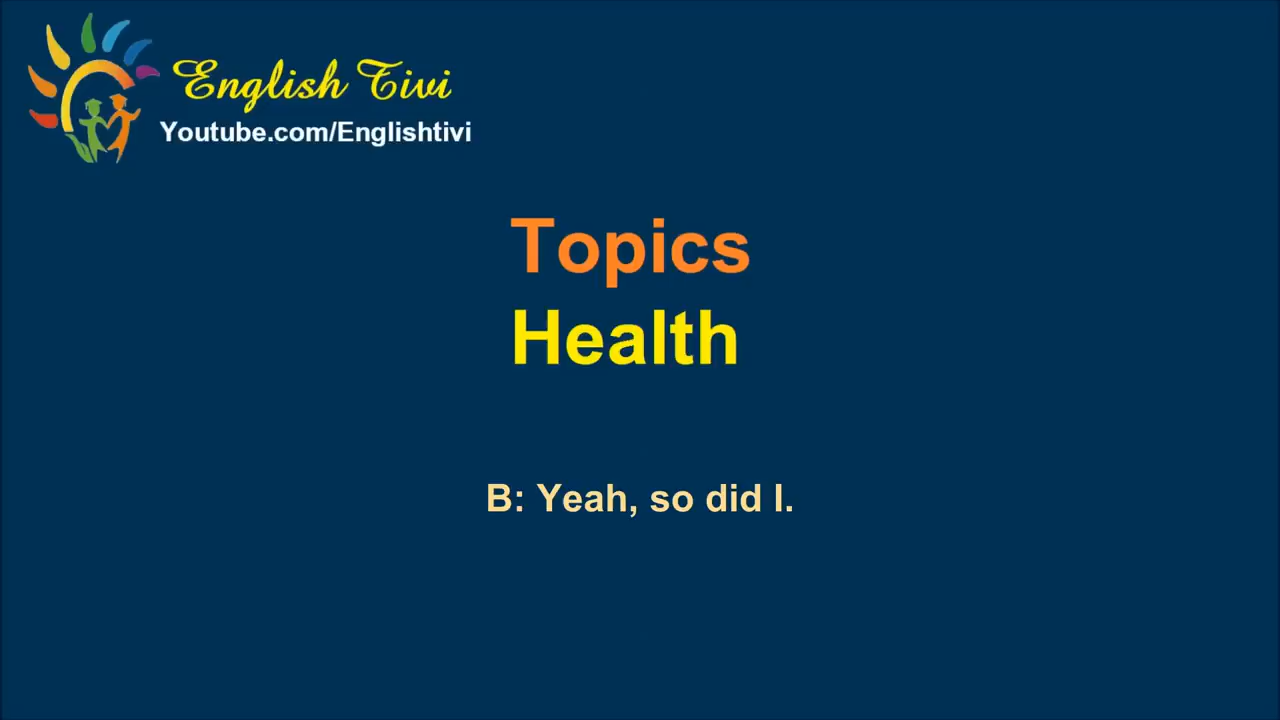 English Tivi
Youtube.com/Englishtivi
Topics
Health
B: Yeah, so did I.